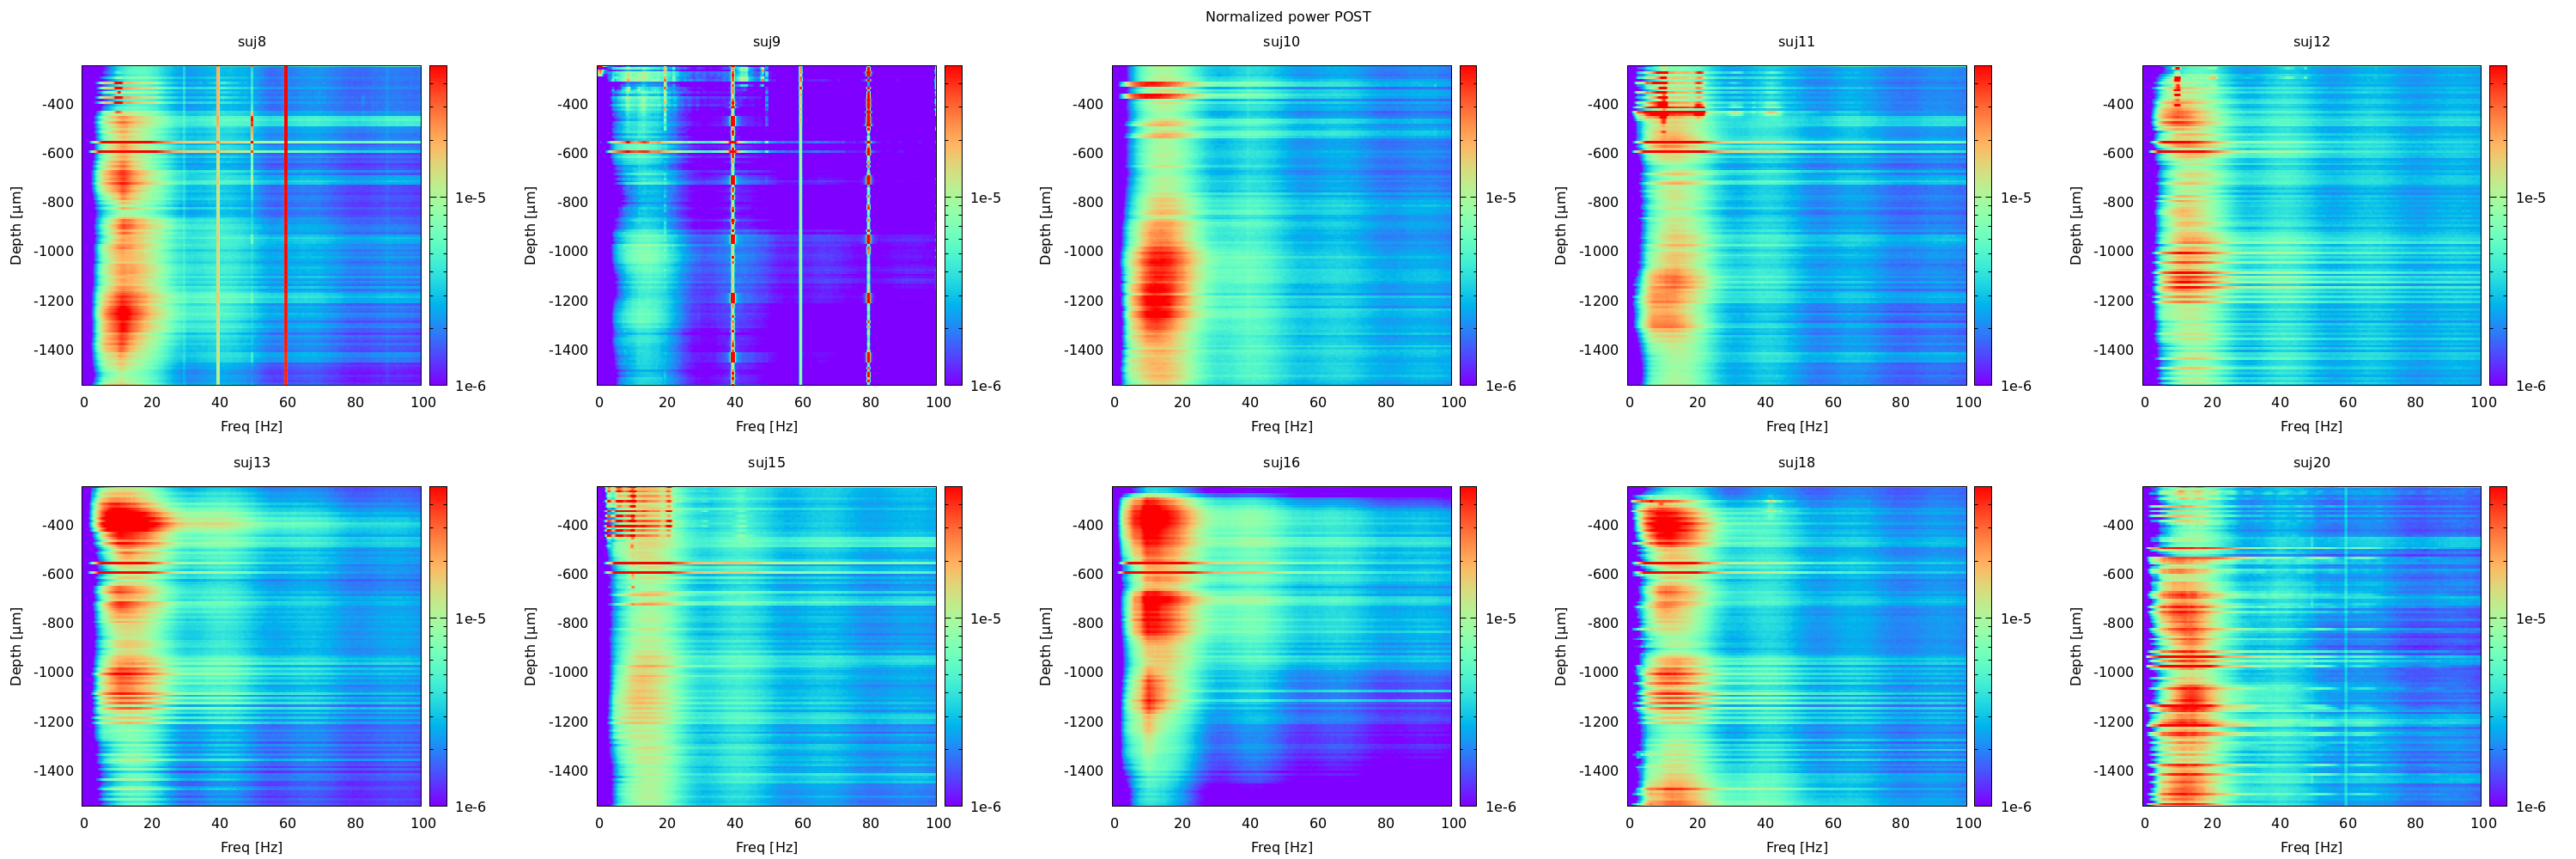 Normalized power POST
suj8 suj9 suj10 suj11 suj12
-400 -400 -400 -400 -400
-600 -600 -600 -600 -600
-800 1e-5 -800 1e-5 -800 1e-5 -800 1e-5 -800 1e-5
Depth [µm] Depth [µm] Depth [µm] Depth [µm] Depth [µm]
-1000 -1000 -1000 -1000 -1000
-1200 -1200 -1200 -1200 -1200
-1400 -1400 -1400 -1400 -1400
1e-6 1e-6 1e-6 1e-6 1e-6
0 20 40 60 80 100 0 20 40 60 80 100 0 20 40 60 80 100 0 20 40 60 80 100 0 20 40 60 80 100
Freq [Hz] Freq [Hz] Freq [Hz] Freq [Hz] Freq [Hz]
suj13 suj15 suj16 suj18 suj20
-400 -400 -400 -400 -400
-600 -600 -600 -600 -600
-800 1e-5 -800 1e-5 -800 1e-5 -800 1e-5 -800 1e-5
Depth [µm] Depth [µm] Depth [µm] Depth [µm] Depth [µm]
-1000 -1000 -1000 -1000 -1000
-1200 -1200 -1200 -1200 -1200
-1400 -1400 -1400 -1400 -1400
1e-6 1e-6 1e-6 1e-6 1e-6
0 20 40 60 80 100 0 20 40 60 80 100 0 20 40 60 80 100 0 20 40 60 80 100 0 20 40 60 80 100
Freq [Hz] Freq [Hz] Freq [Hz] Freq [Hz] Freq [Hz]